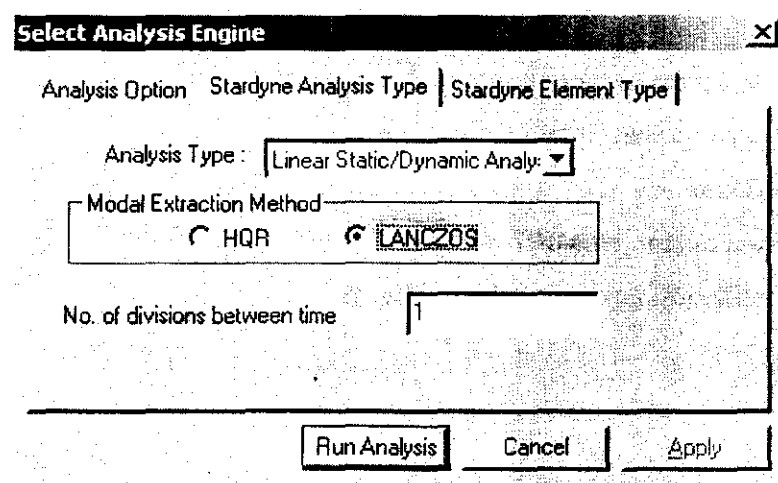 Select Analysis Engine
Analysis Option Stardyne Analysis Type Stardyne Element Type
Analysis Type : Linear Static/Dynamic Analy:
Modal Extraction Method
HQR LANCZOS
No. of divisions between time 1
Run Analysis Cancel Apply